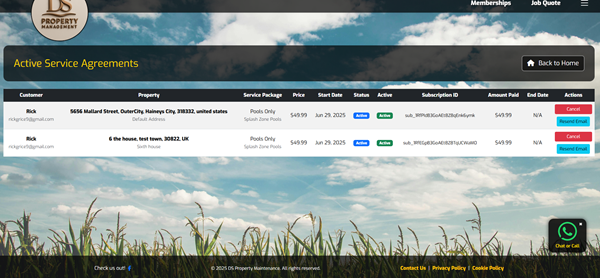 DS
PROPERTY
MANAGEMENT
Memberships
Job Quote
Active Service Agreements
Back to Home
Customer Property Service Package Price Start Date Status Active Subscription ID Amount Paid End Date Actions
Rick 5656 Mallard Street, OuterCity, Haineys City, 318332, united states Pools Only $49.99 Jun 29, 2025 Active Active $49.99 N/A Cancel
rickgrice9@gmail.com Default Address Splash Zone Pools Resend Email
Rick 6 the house, test town, 30822, UK Pools Only $49.99 Jun 29, 2025 Active Active $49.99 N/A Cancel
rickgrice9@gmail.com Sixth house Splash Zone Pools Resend Email
Chat or Call
Check us out!
© 2025 DS Property Maintenance. All rights reserved.
Contact Us | Privacy Policy | Cookie Policy